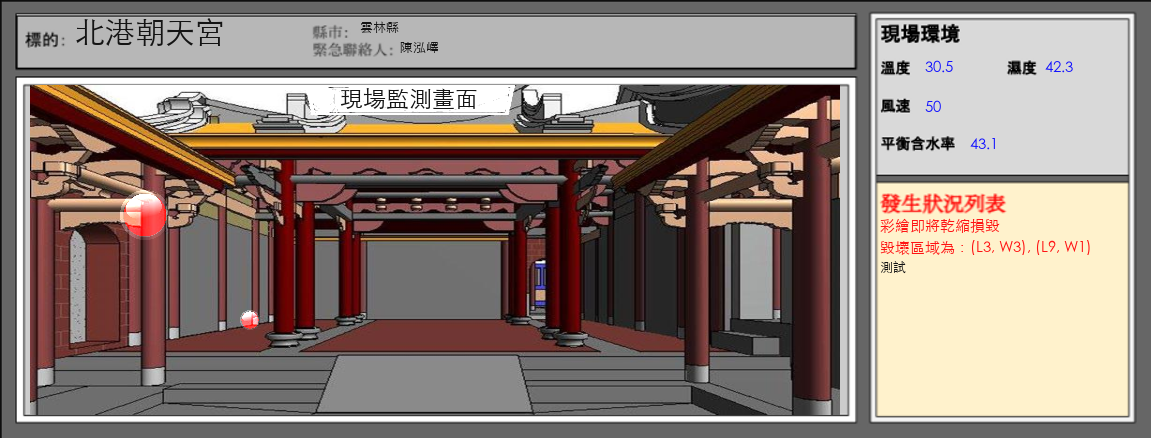 標的: 北港朝天宮
縣市: 雲林縣
緊急聯絡人: 陳泓嶧
現場監測畫面
現場環境
溫度 30.5 濕度 42.3
風速 50
平衡含水率 43.1
發生狀況列表
彩繪即將乾縮損毀
毀壞區域為：(L3, W3), (L9, W1)
測試